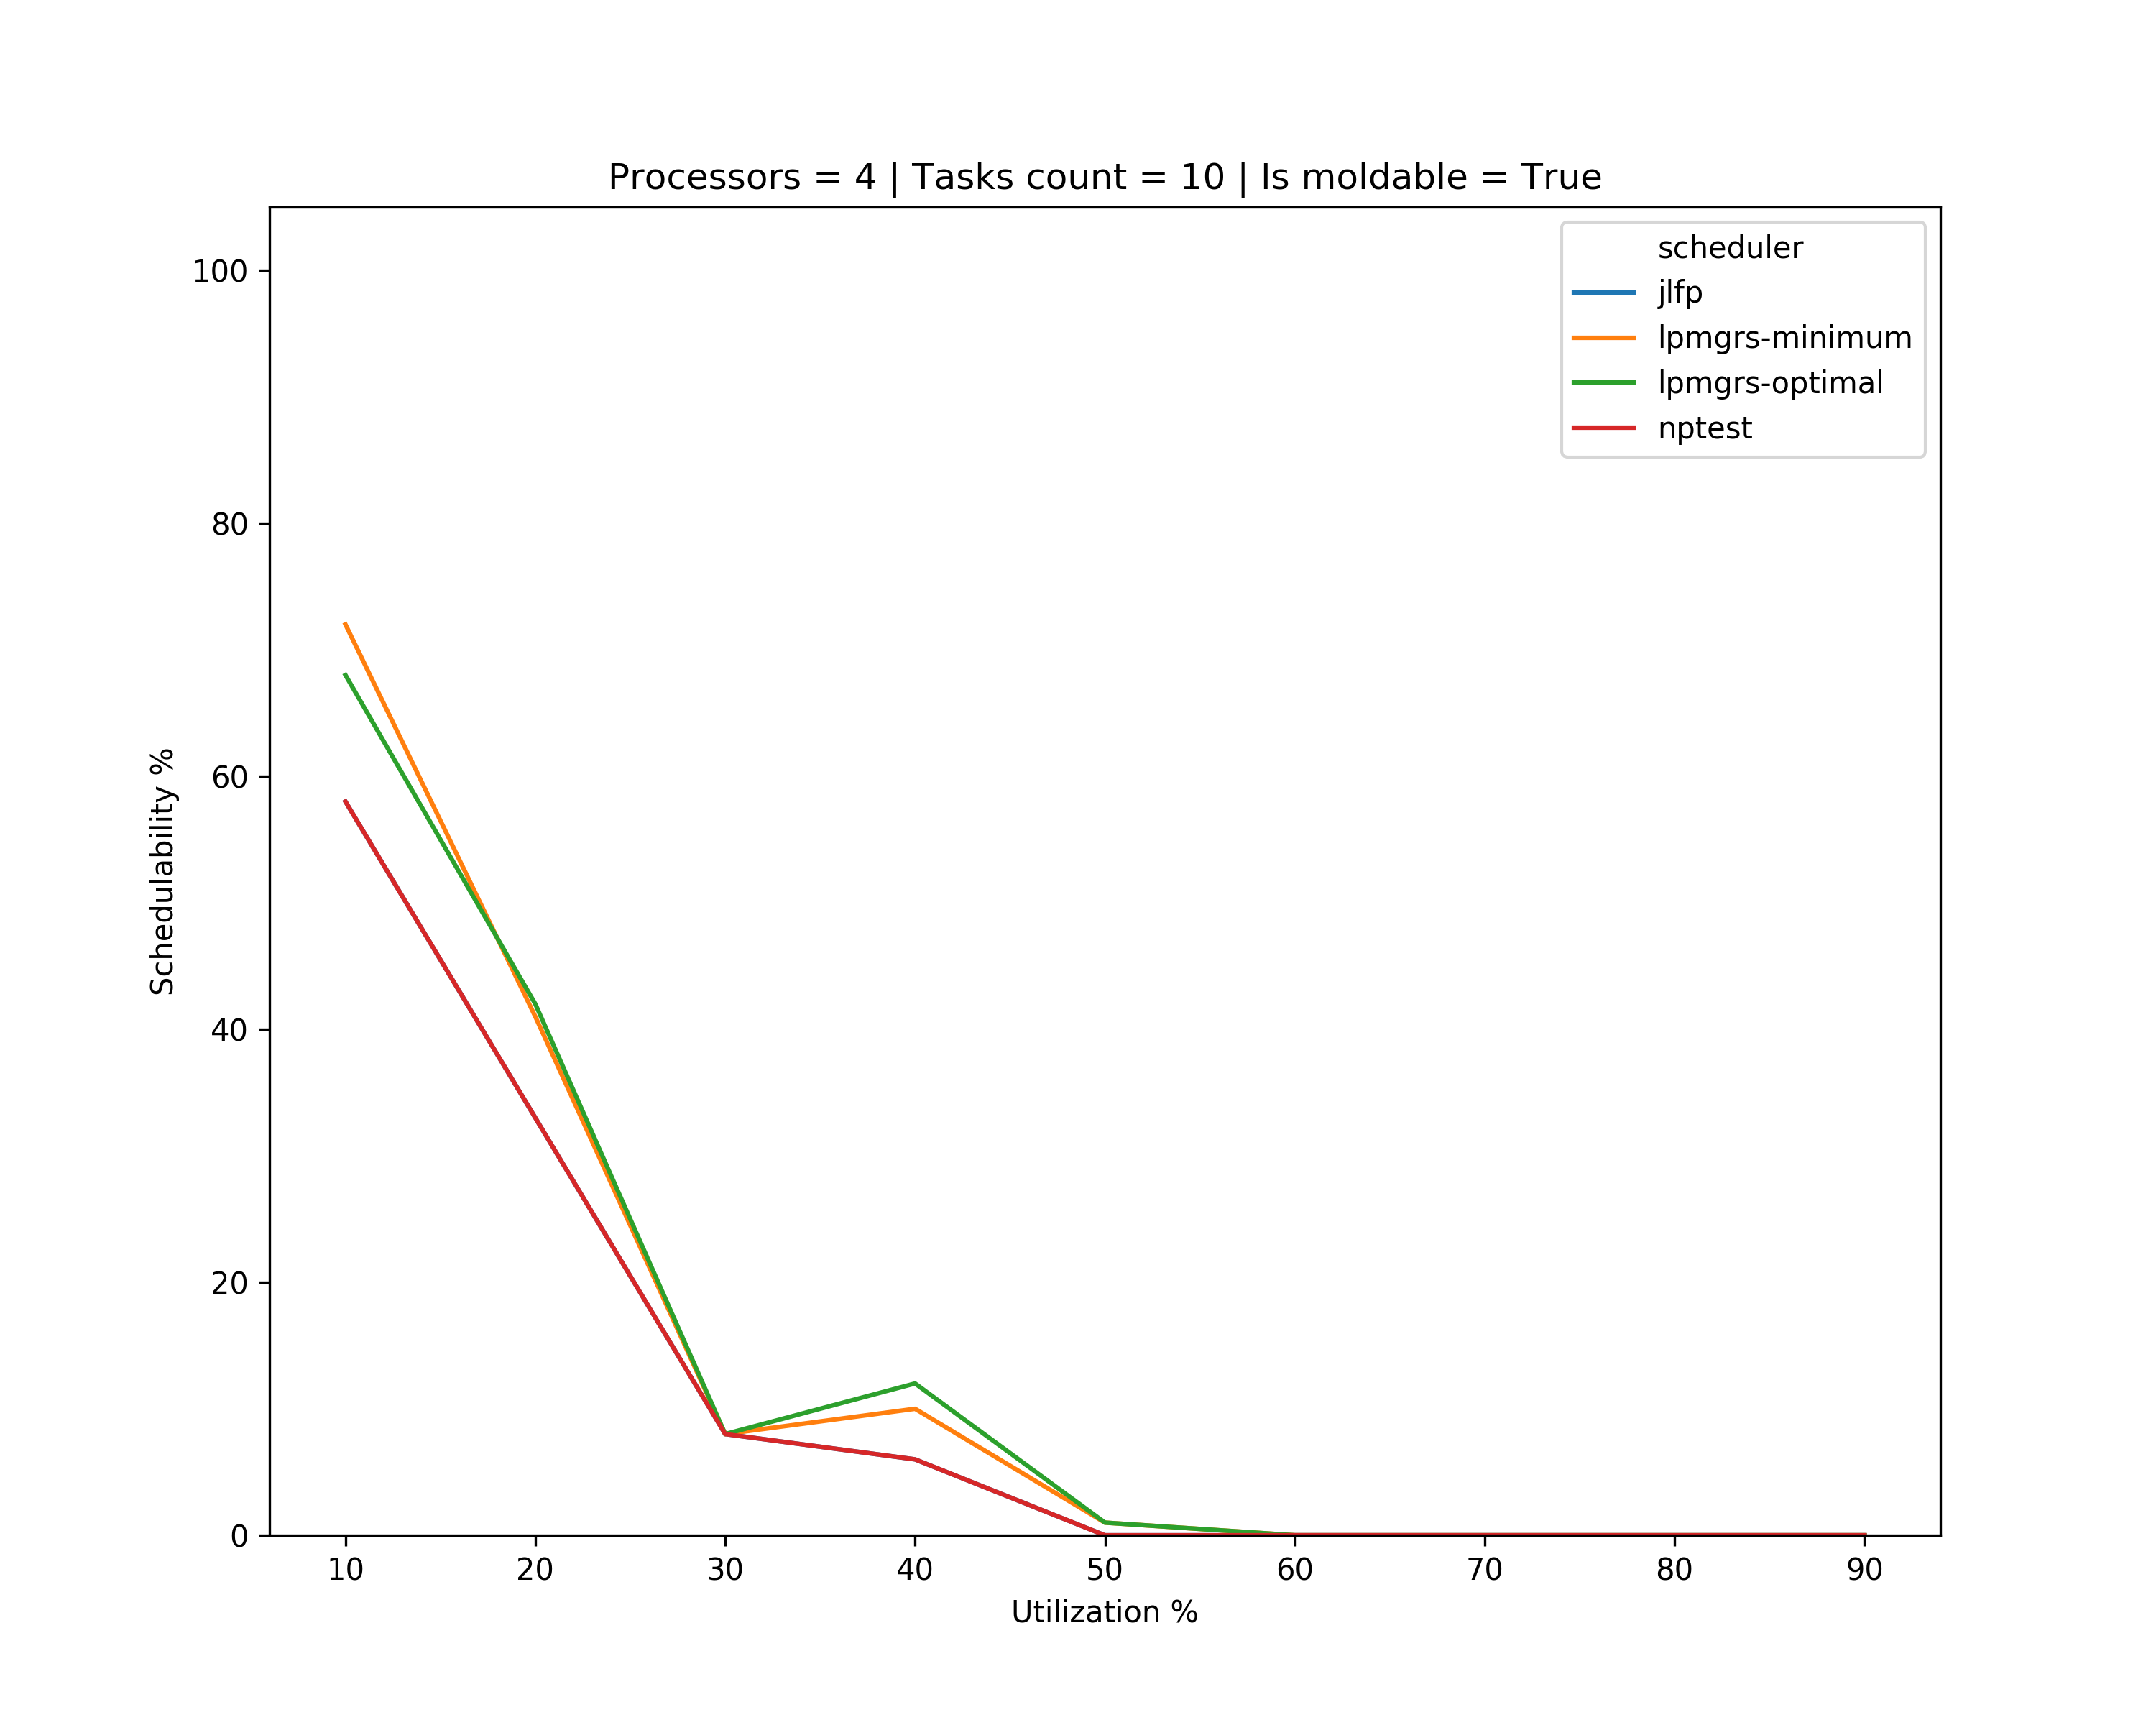 Processors = 4 | Tasks count = 10 | Is moldable = True
scheduler
jlfp
lpmgrs-minimum
lpmgrs-optimal
nptest
100
80
60
40
20
0
Schedulability %
10 20 30 40 50 60 70 80 90
Utilization %